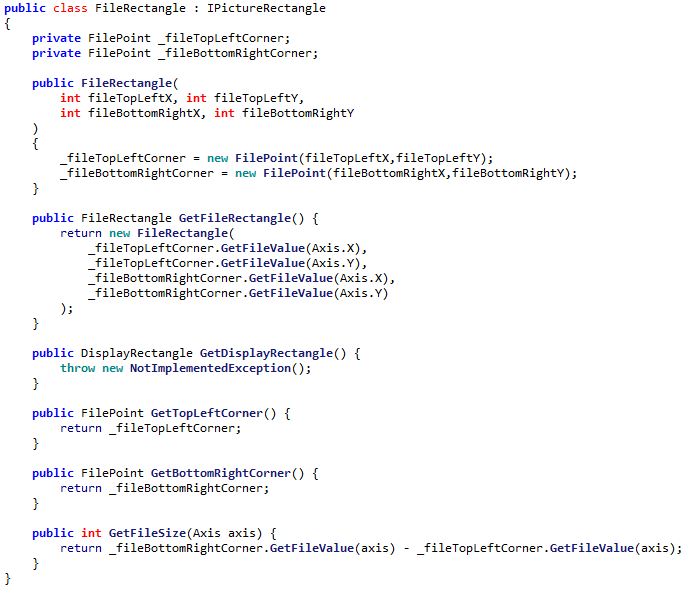 public class FileRectangle : IPictureRectangle
{
    private FilePoint _fileTopLeftCorner;
    private FilePoint _fileBottomRightCorner;

    public FileRectangle(
        int fileTopLeftX, int fileTopLeftY,
        int fileBottomRightX, int fileBottomRightY
    )
    {
        _fileTopLeftCorner = new FilePoint(fileTopLeftX,fileTopLeftY);
        _fileBottomRightCorner = new FilePoint(fileBottomRightX,fileBottomRightY);
    }

    public FileRectangle GetFileRectangle() {
        return new FileRectangle(
            _fileTopLeftCorner.GetFileValue(Axis.X),
            _fileTopLeftCorner.GetFileValue(Axis.Y),
            _fileBottomRightCorner.GetFileValue(Axis.X),
            _fileBottomRightCorner.GetFileValue(Axis.Y)
        );
    }

    public DisplayRectangle GetDisplayRectangle() {
        throw new NotImplementedException();
    }

    public FilePoint GetTopLeftCorner() {
        return _fileTopLeftCorner;
    }

    public FilePoint GetBottomRightCorner() {
        return _fileBottomRightCorner;
    }

    public int GetFileSize(Axis axis) {
        return _fileBottomRightCorner.GetFileValue(axis) - _fileTopLeftCorner.GetFileValue(axis);
    }
}